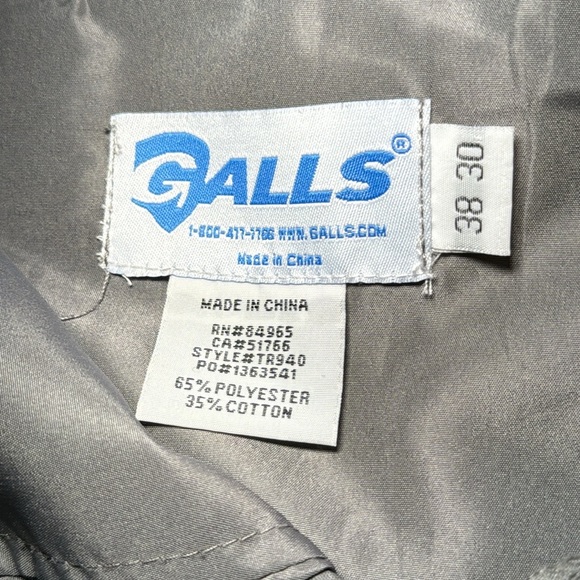 GALLS®
1-800-477-7766 WWW.GALLS.COM
Made in China
38 30
MADE IN CHINA
RN#84965
CA#51766
STYLE#TR940
PO#1363541
65% POLYESTER
35% COTTON